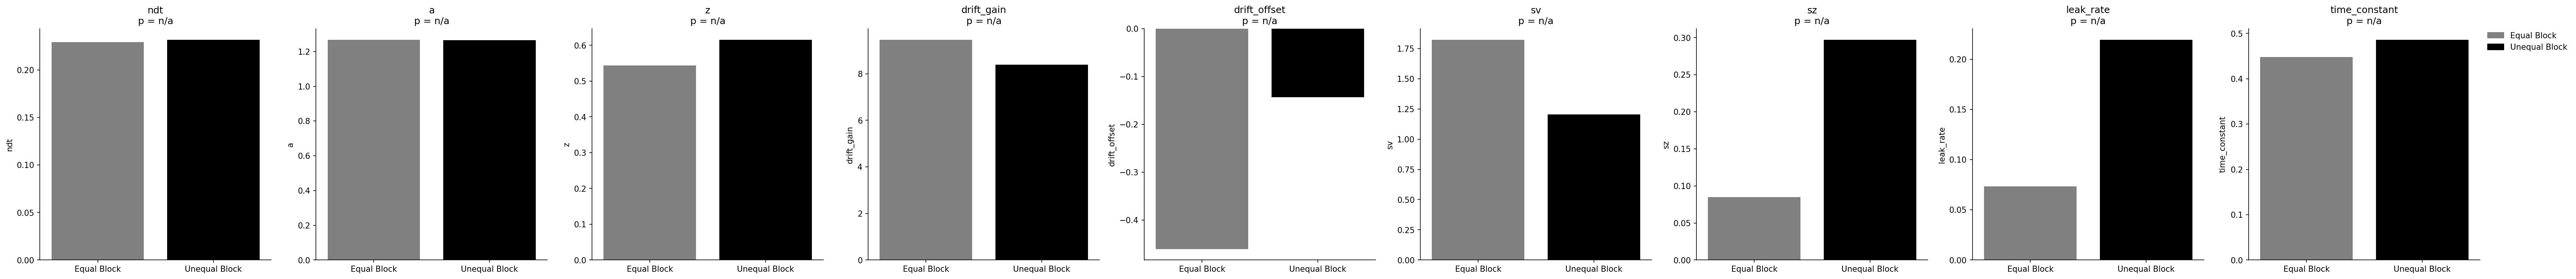 ndt
p = n/a
0.20
0.15
0.10
0.05
0.00
ndt
Equal Block
Unequal Block
a
p = n/a
1.2
1.0
0.8
0.6
0.4
0.2
0.0
a
Equal Block
Unequal Block
z
p = n/a
0.6
0.5
0.4
0.3
0.2
0.1
0.0
z
Equal Block
Unequal Block
drift_gain
p = n/a
8
6
4
2
0
drift_gain
Equal Block
Unequal Block
drift_offset
p = n/a
0.0
−0.1
−0.2
−0.3
−0.4
drift_offset
Equal Block
Unequal Block
sv
p = n/a
1.75
1.50
1.25
1.00
0.75
0.50
0.25
0.00
sv
Equal Block
Unequal Block
sz
p = n/a
0.30
0.25
0.20
0.15
0.10
0.05
0.00
sz
Equal Block
Unequal Block
leak_rate
p = n/a
0.20
0.15
0.10
0.05
0.00
leak_rate
Equal Block
Unequal Block
time_constant
p = n/a
0.5
0.4
0.3
0.2
0.1
0.0
time_constant
Equal Block
Unequal Block
Equal Block
Unequal Block